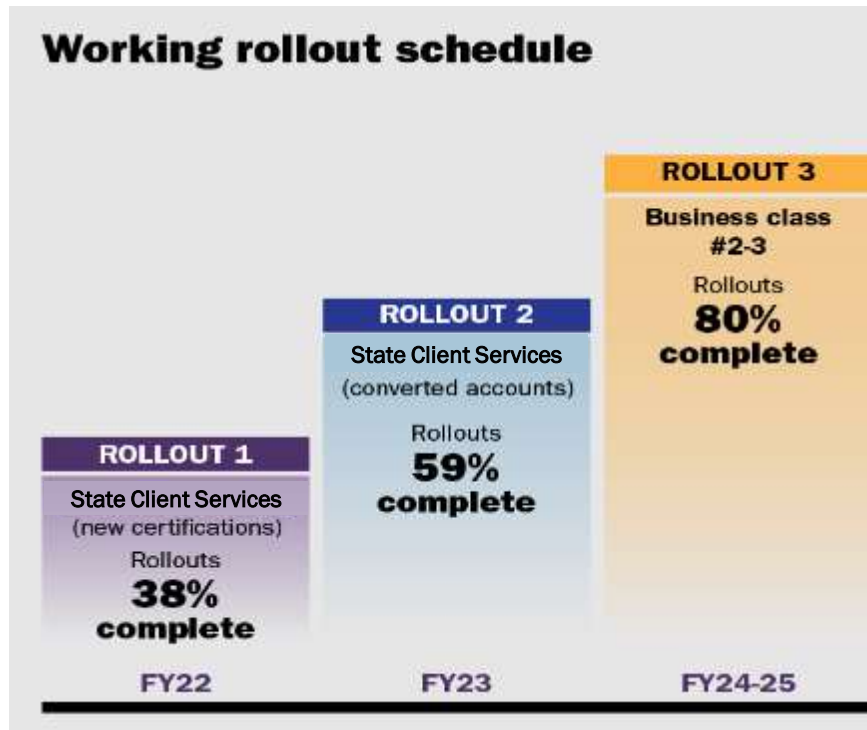 Working rollout schedule
ROLLOUT 1
State Client Services
(new certifications)
Rollouts
38%
complete
FY22
ROLLOUT 2
State Client Services
(converted accounts)
Rollouts
59%
complete
FY23
ROLLOUT 3
Business class
#2-3
Rollouts
80%
complete
FY24-25